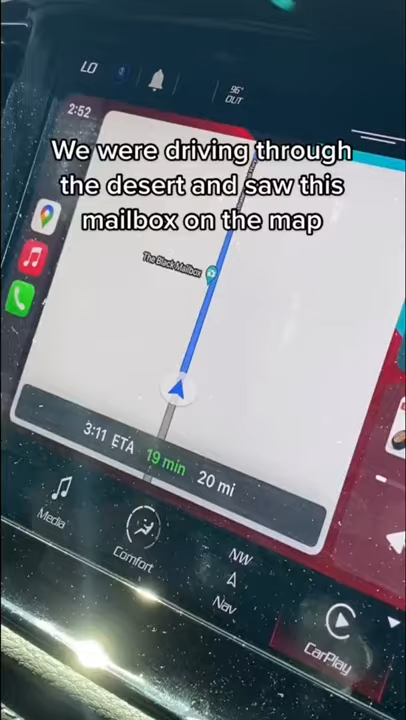 LO
96°
OUT
2:52
We were driving through
the desert and saw this
mailbox on the map
The Black Mailbox
3:11 ETA 19 min 20 mi
Media
Comfort
NW
Nav
CarPlay